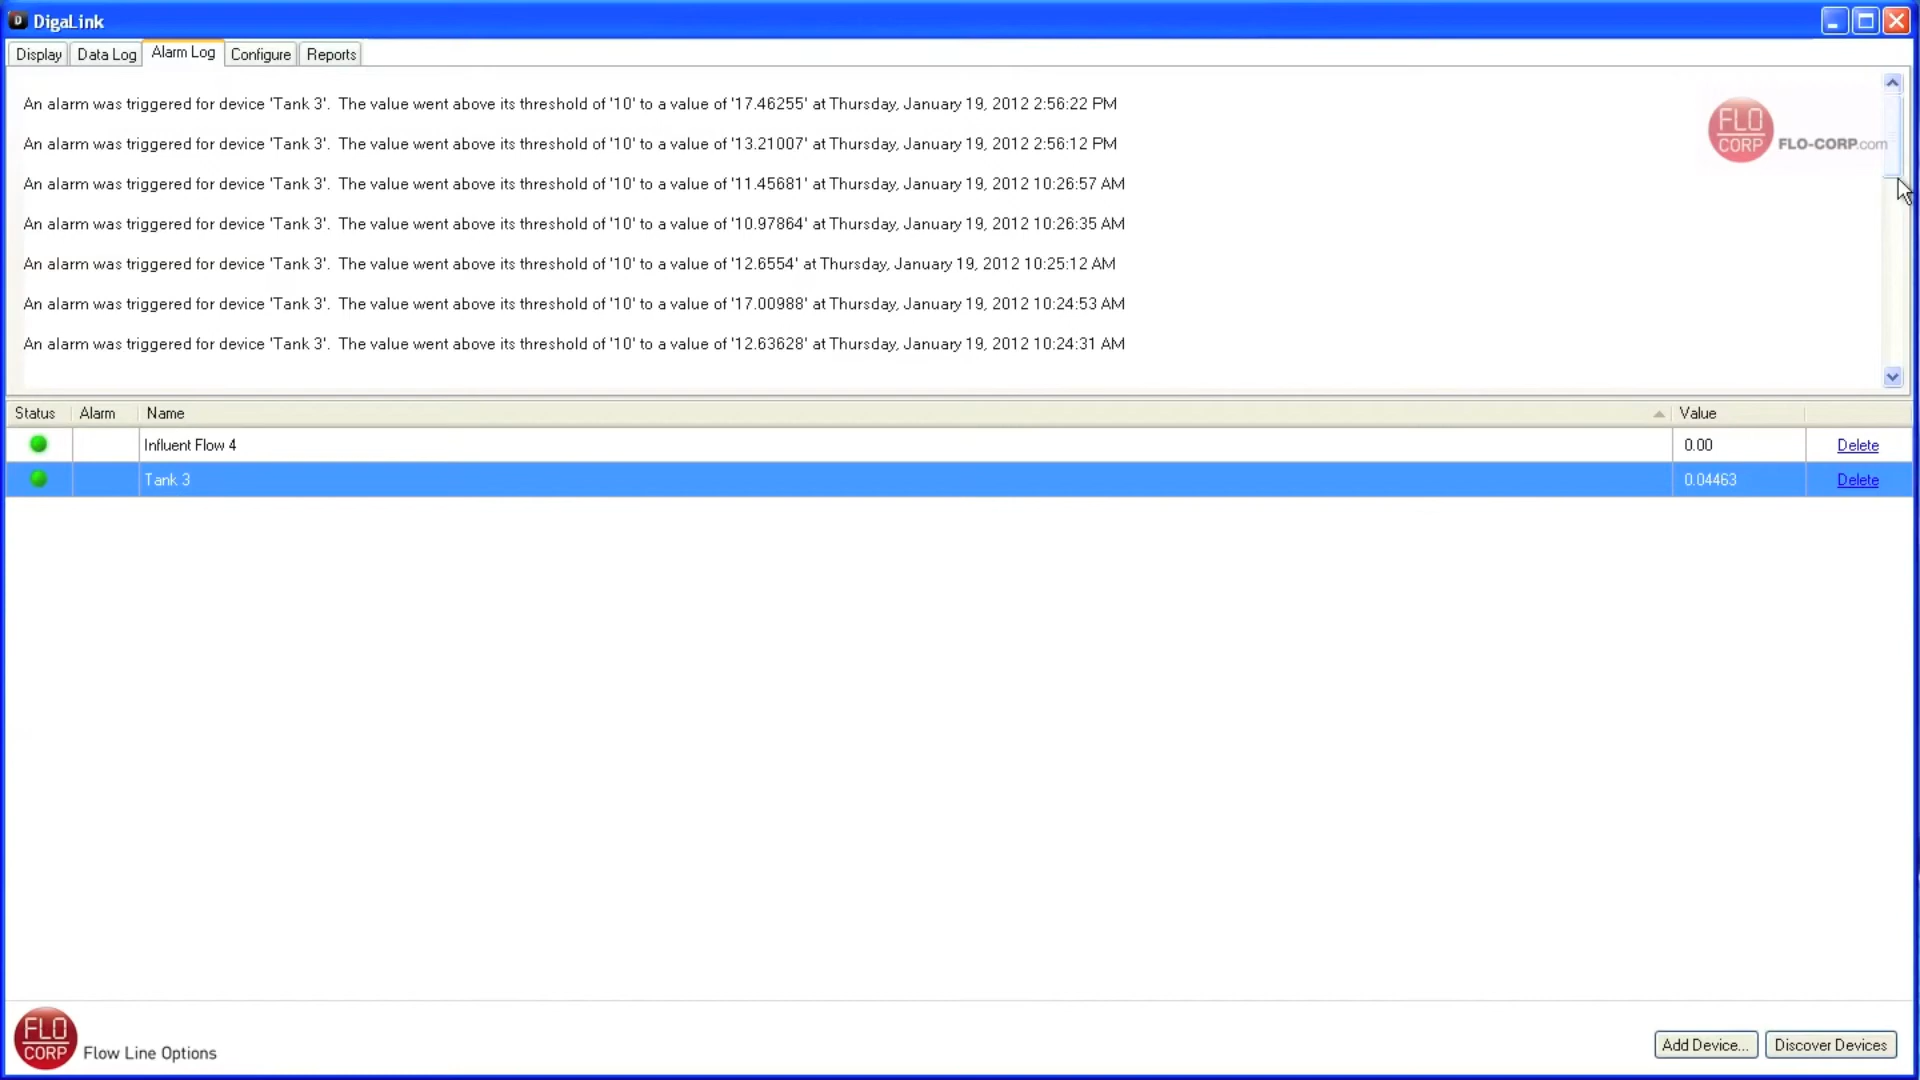 DigaLink
Display Data Log Alarm Log Configure Reports
An alarm was triggered for device 'Tank 3'. The value went above its threshold of '10' to a value of '17.46255' at Thursday, January 19, 2012 2:56:22 PM
An alarm was triggered for device 'Tank 3'. The value went above its threshold of '10' to a value of '13.21007' at Thursday, January 19, 2012 2:56:12 PM
An alarm was triggered for device 'Tank 3'. The value went above its threshold of '10' to a value of '11.45681' at Thursday, January 19, 2012 10:26:57 AM
An alarm was triggered for device 'Tank 3'. The value went above its threshold of '10' to a value of '10.97864' at Thursday, January 19, 2012 10:26:35 AM
An alarm was triggered for device 'Tank 3'. The value went above its threshold of '10' to a value of '12.6554' at Thursday, January 19, 2012 10:25:12 AM
An alarm was triggered for device 'Tank 3'. The value went above its threshold of '10' to a value of '17.00988' at Thursday, January 19, 2012 10:24:53 AM
An alarm was triggered for device 'Tank 3'. The value went above its threshold of '10' to a value of '12.63628' at Thursday, January 19, 2012 10:24:31 AM
FLO
CORP FLO-CORP.com
Status Alarm Name Value
Influent Flow 4 0.00 Delete
Tank 3 0.04463 Delete
FLO
CORP Flow Line Options
Add Device... Discover Devices